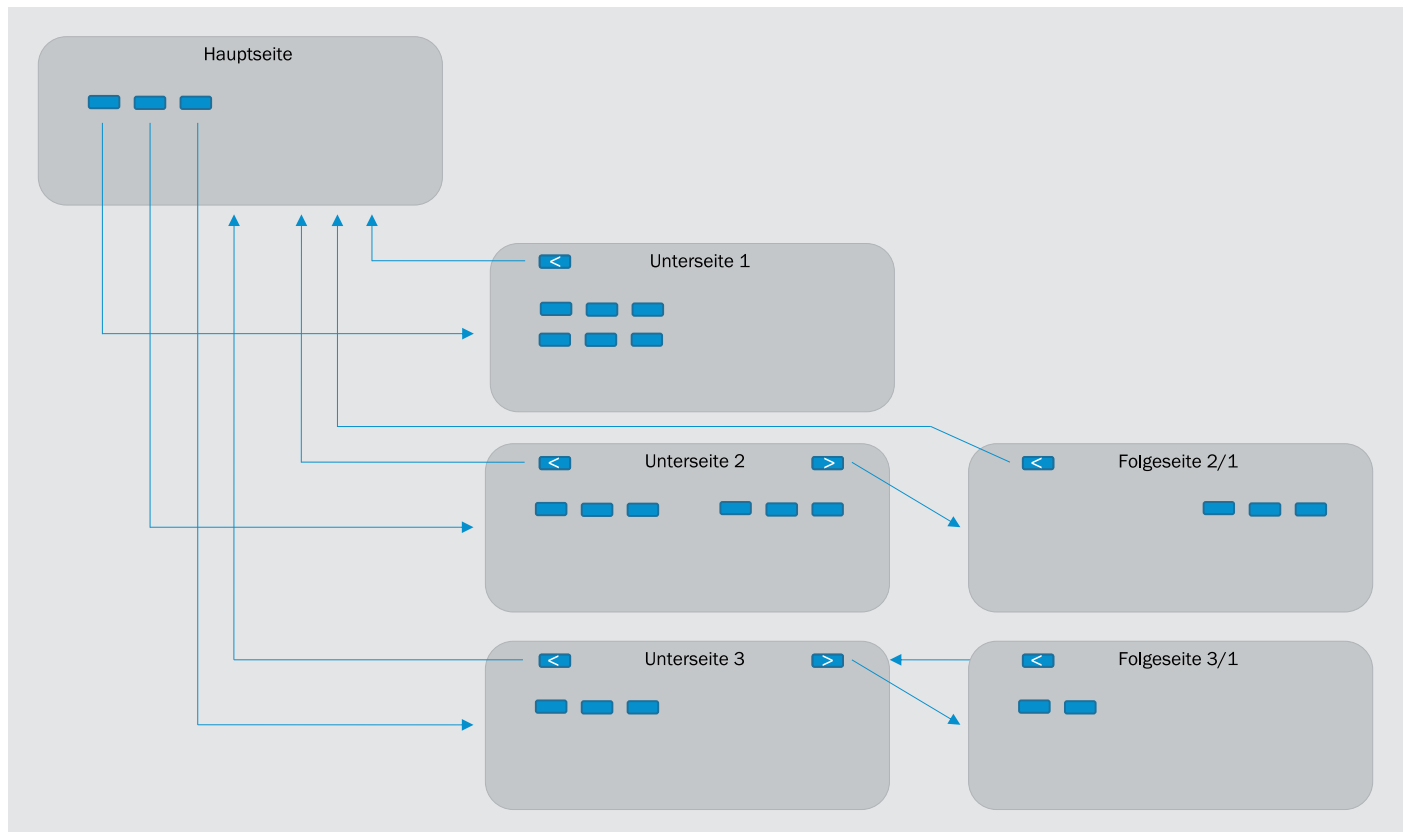 Hauptseite
< Unterseite 1
< Unterseite 2 >
< Folgeseite 2/1
< Unterseite 3 >
< Folgeseite 3/1